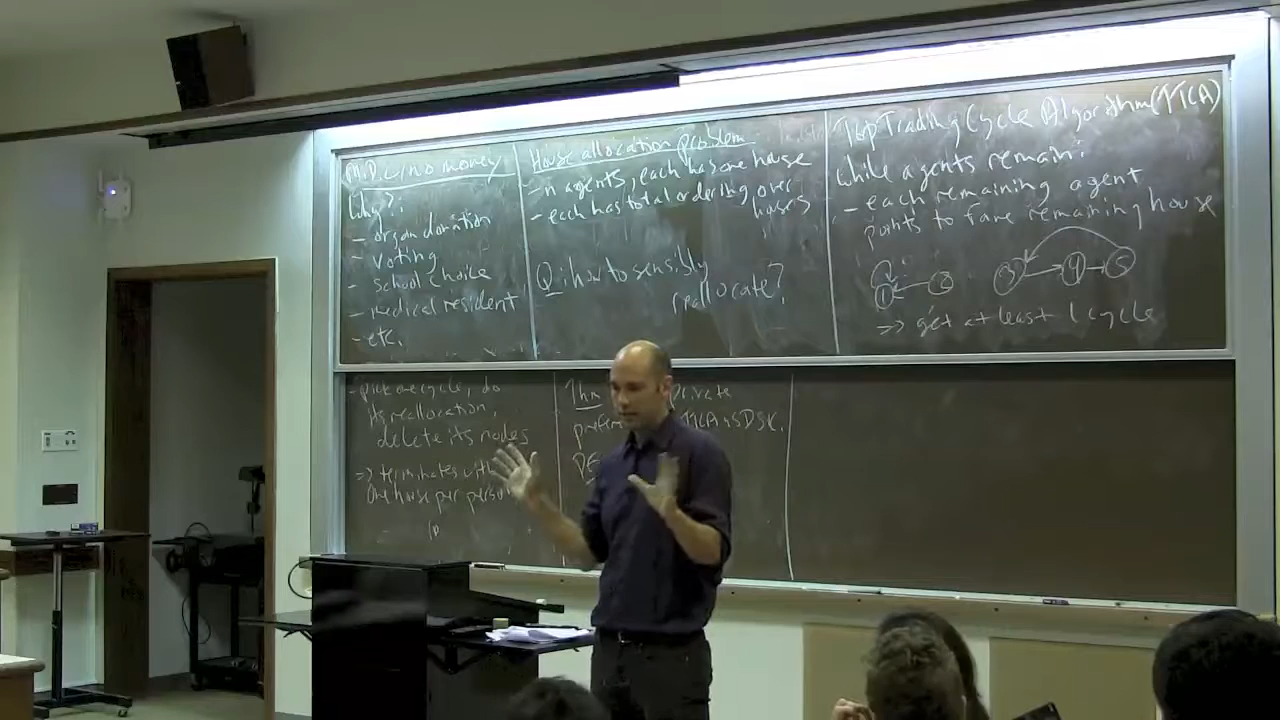 M.D. w/no money
Why?:
- organ donation
- voting
- school choice
- medical resident
- etc.
House allocation problem
- n agents, each has one house
- each has total ordering over
houses
Q: how to sensibly
reallocate?
Top Trading Cycle Algorithm (TTCA)
while agents remain:
- each remaining agent
points to fave remaining house
1 2 3 4 5
=> get at least 1 cycle
- pick one cycle, do
its reallocation,
delete its nodes
=> terminates with
one house per person
Thm private
TTCA is DSIC.